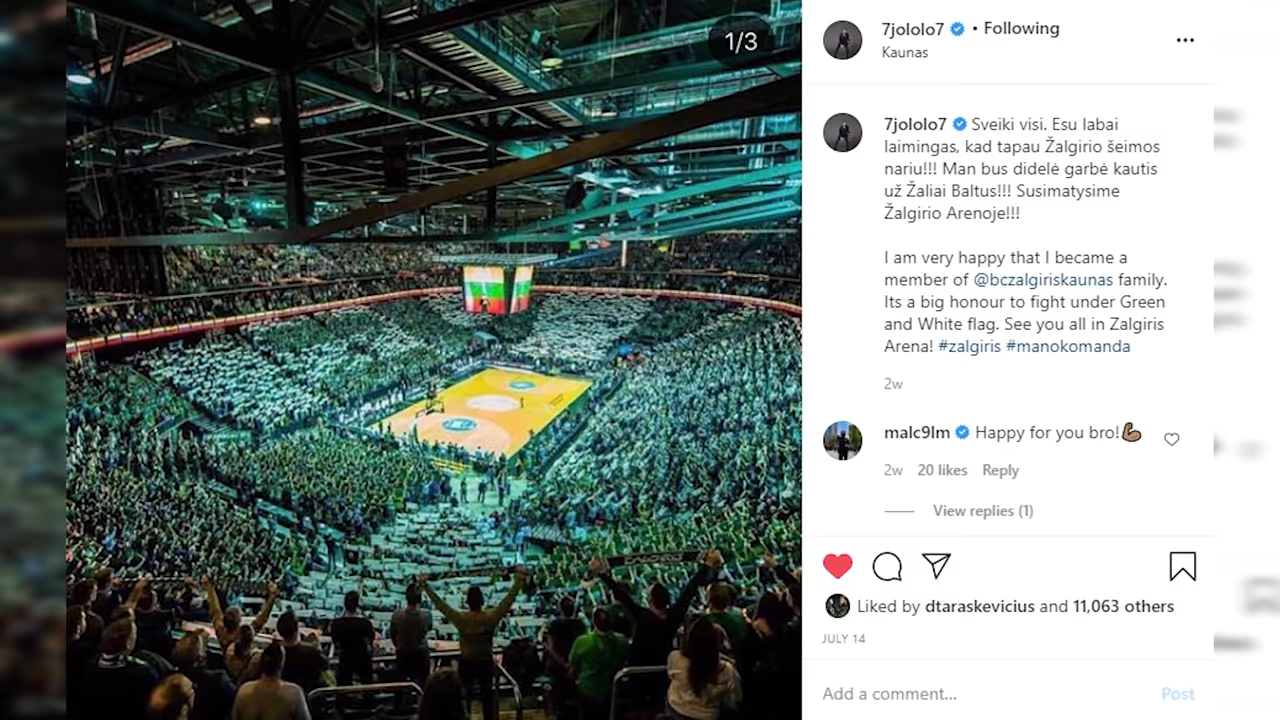 1/3
7jololo7 • Following
Kaunas
7jololo7 Sveiki visi. Esu labai
laimingas, kad tapau Žalgirio šeimos
nariu!!! Man bus didelė garbė kautis
už Žaliai Baltus!!! Susimatysime
Žalgirio Arenoje!!!
I am very happy that I became a
member of @bczalgiriskaunas family.
Its a big honour to fight under Green
and White flag. See you all in Zalgiris
Arena! #zalgiris #manokomanda
2w
malc9lm Happy for you bro!💪🏽
2w 20 likes Reply
View replies (1)
Liked by dtaraskevicius and 11,063 others
JULY 14
Add a comment... Post